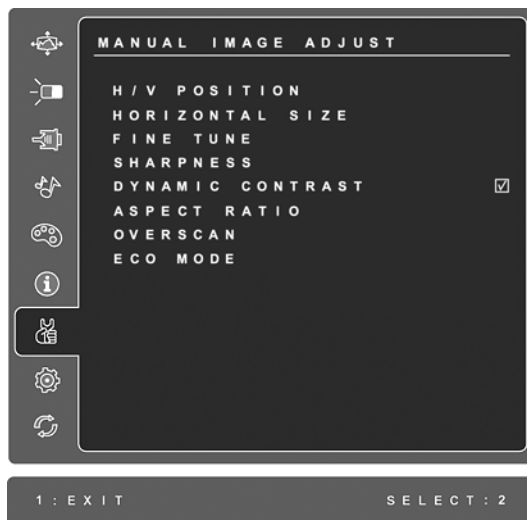 MANUAL IMAGE ADJUST
H/V POSITION
HORIZONTAL SIZE
FINE TUNE
SHARPNESS
DYNAMIC CONTRAST
ASPECT RATIO
OVERSCAN
ECO MODE
1:EXIT SELECT:2